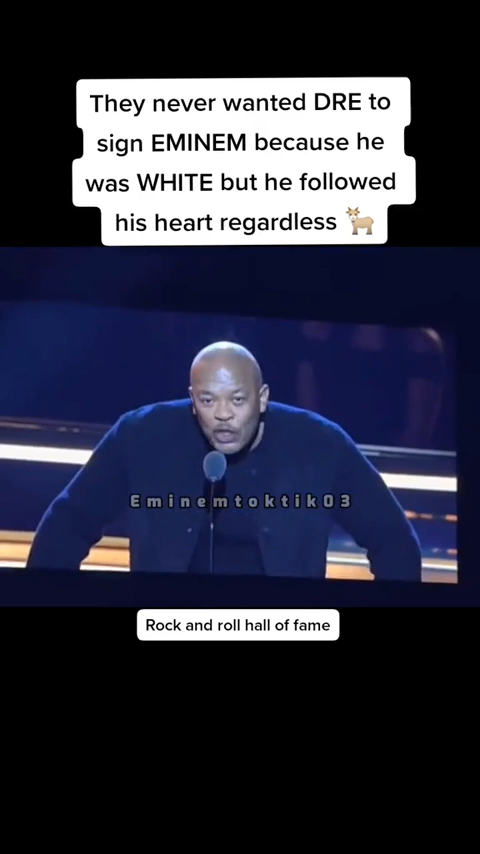 They never wanted DRE to
sign EMINEM because he
was WHITE but he followed
his heart regardless 🐐
Eminemtoktik03
Rock and roll hall of fame